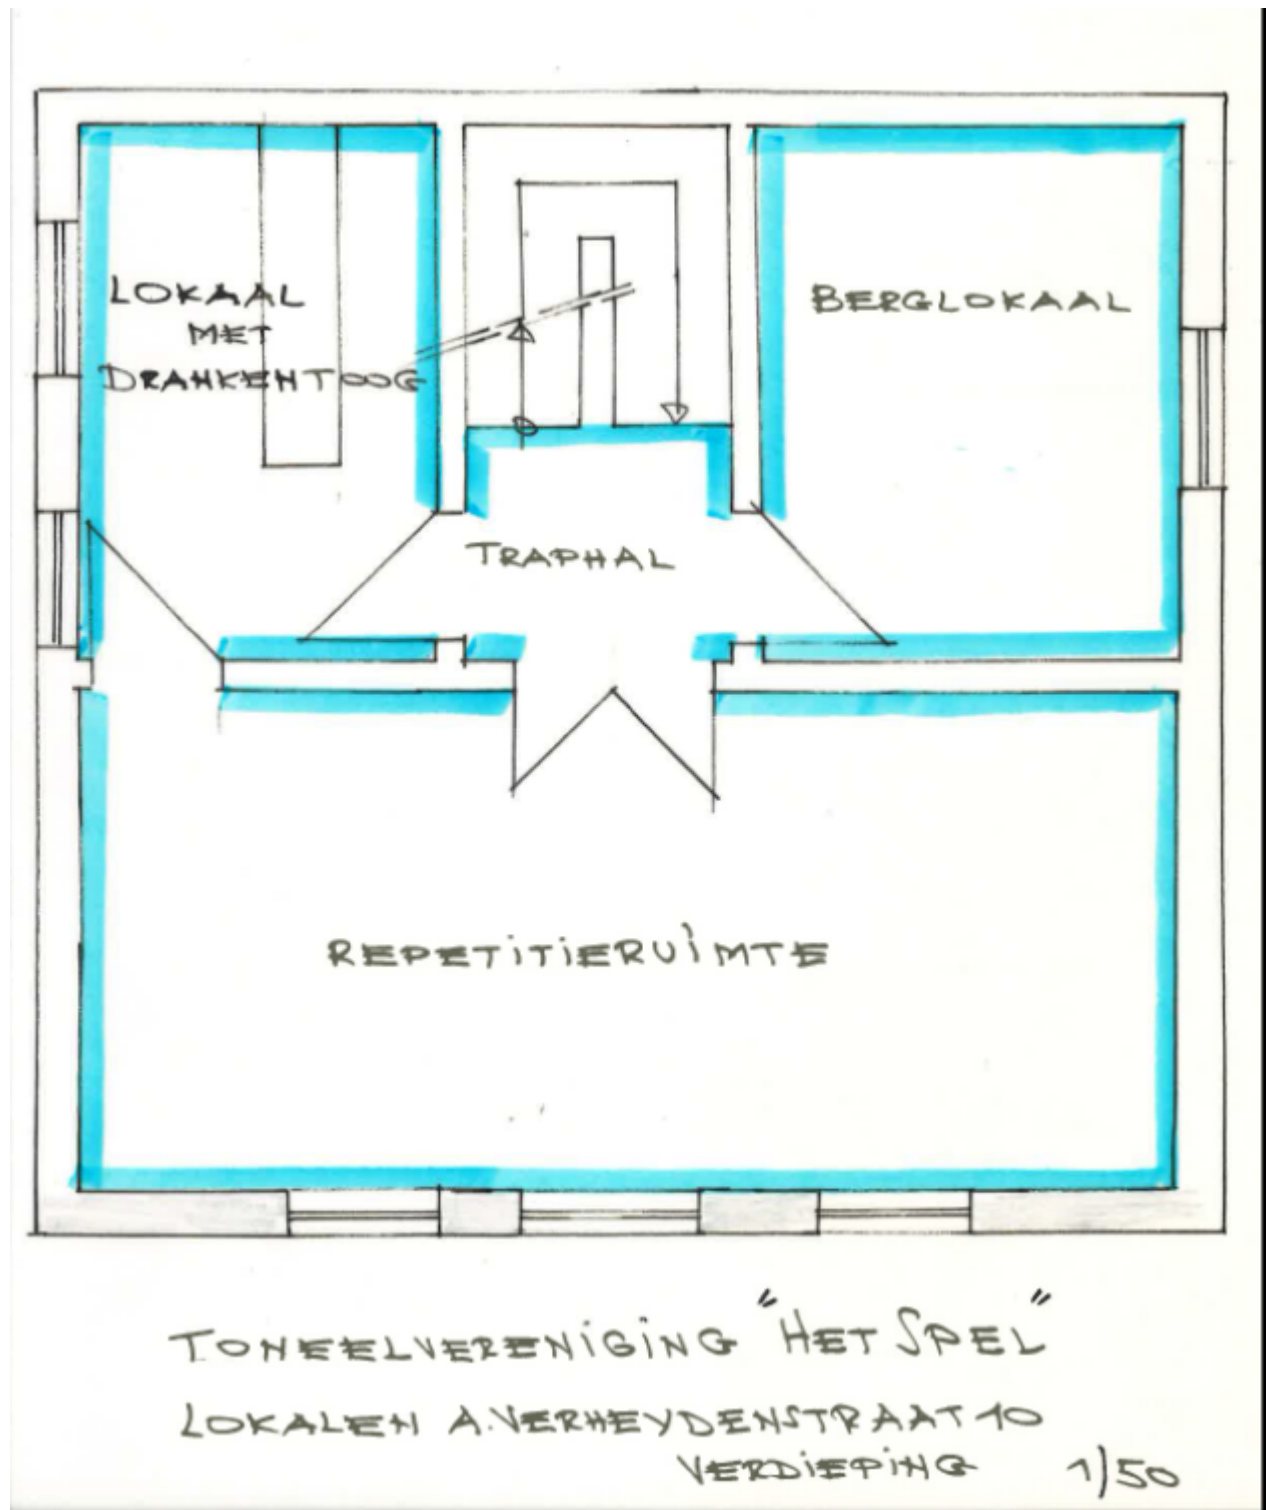 LOKAAL
MET
DRANKENTOOG
BERGLOKAAL
TRAPHAL
REPETITIERUIMTE
TONEELVERENIGING "HET SPEL"
LOKALEN A.VERHEYDENSTRAAT 10
VERDIEPING 1/50